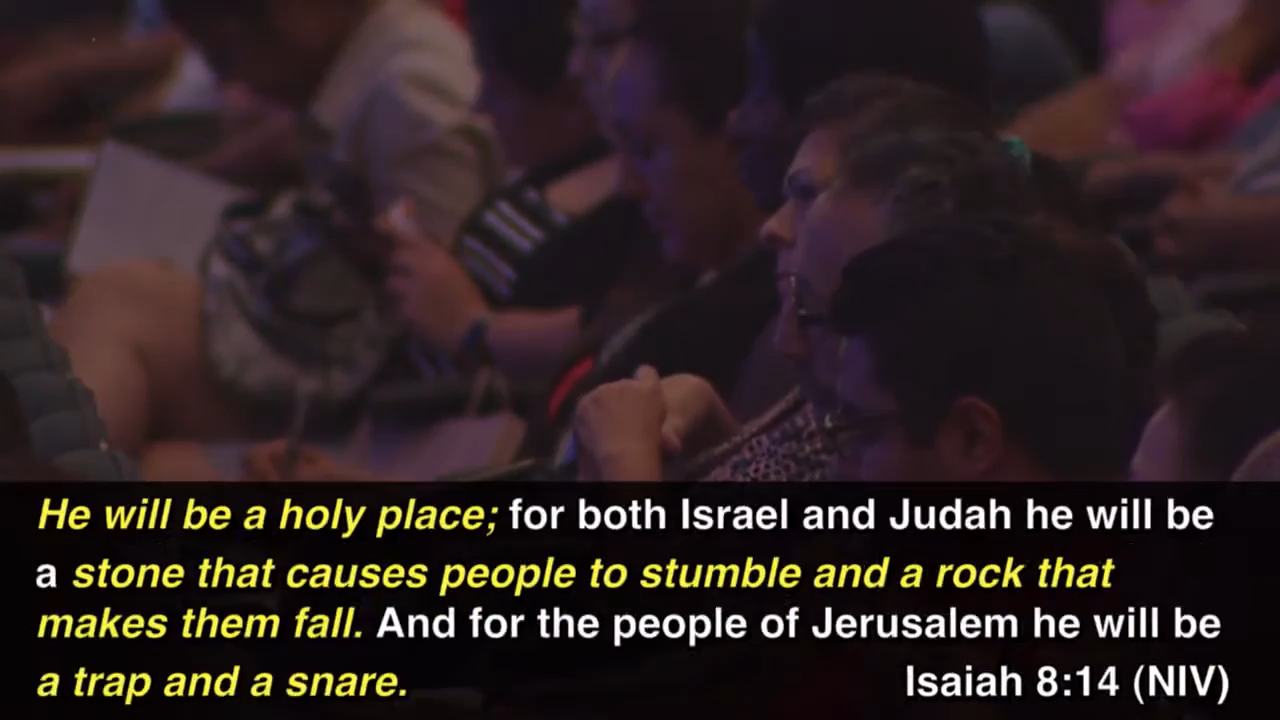 He will be a holy place; for both Israel and Judah he will be
a stone that causes people to stumble and a rock that
makes them fall. And for the people of Jerusalem he will be
a trap and a snare. Isaiah 8:14 (NIV)